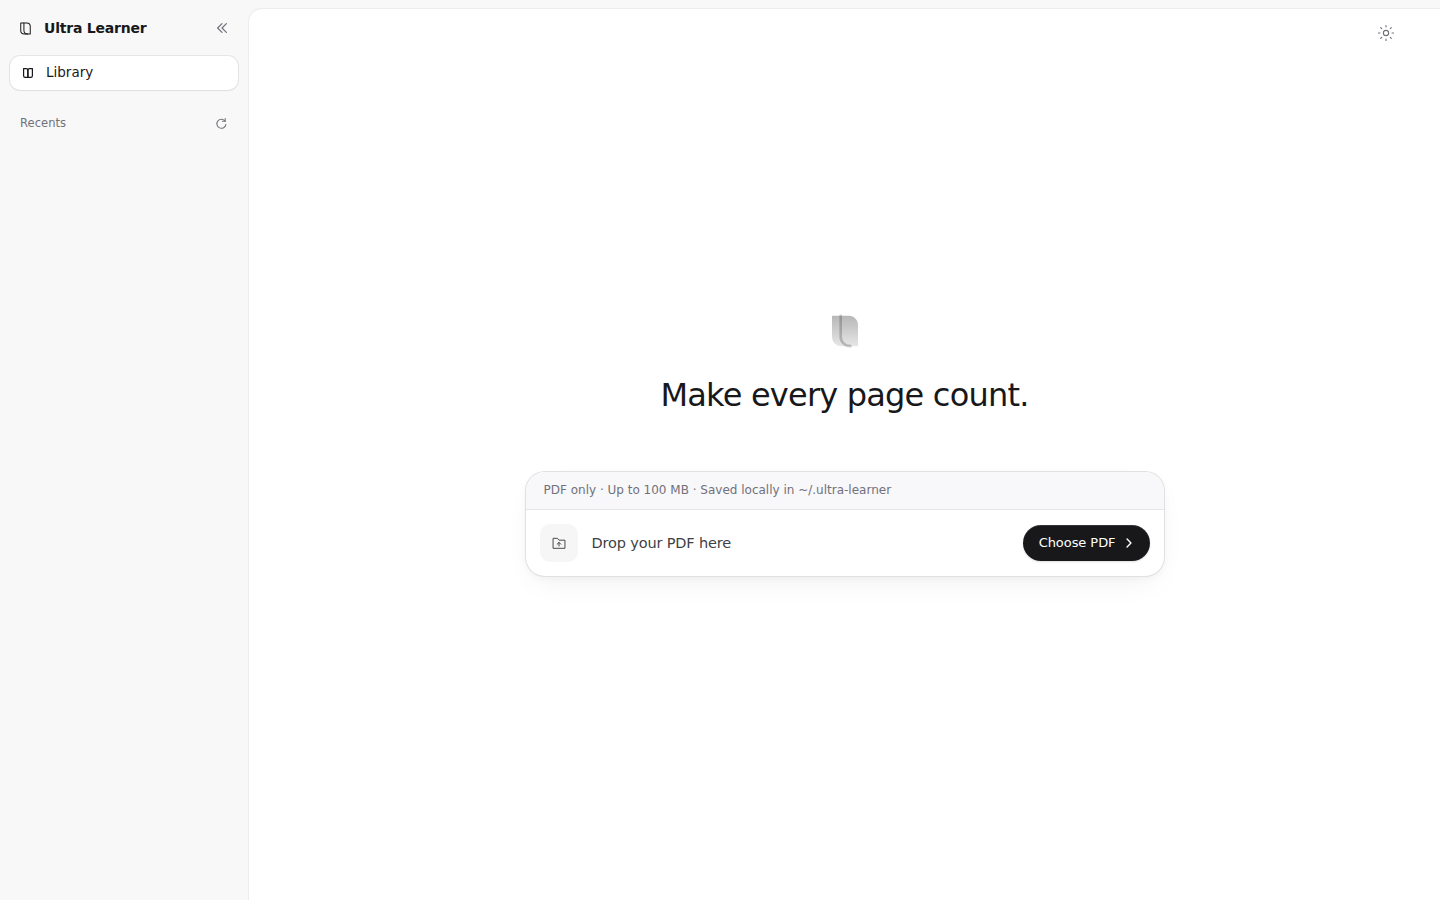 Ultra Learner
Library
Recents
Make every page count.
PDF only · Up to 100 MB · Saved locally in ~/.ultra-learner
Drop your PDF here
Choose PDF